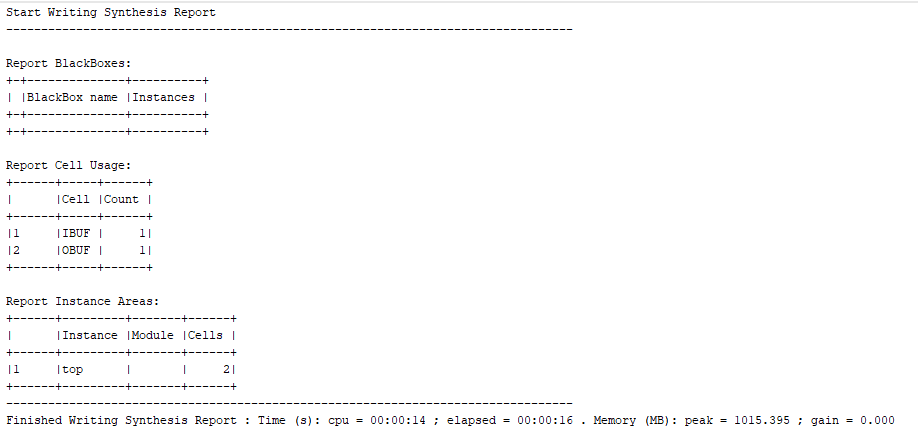 Start Writing Synthesis Report
---------------------------------------------------------------------------------

Report BlackBoxes:
+-+--------------+----------+
| |BlackBox name |Instances |
+-+--------------+----------+
+-+--------------+----------+

Report Cell Usage:
+------+-----+------+
|      |Cell |Count |
+------+-----+------+
|1     |IBUF |     1|
|2     |OBUF |     1|
+------+-----+------+

Report Instance Areas:
+------+---------+-------+------+
|      |Instance |Module |Cells |
+------+---------+-------+------+
|1     |top      |       |     2|
+------+---------+-------+------+
---------------------------------------------------------------------------------
Finished Writing Synthesis Report : Time (s): cpu = 00:00:14 ; elapsed = 00:00:16 . Memory (MB): peak = 1015.395 ; gain = 0.000